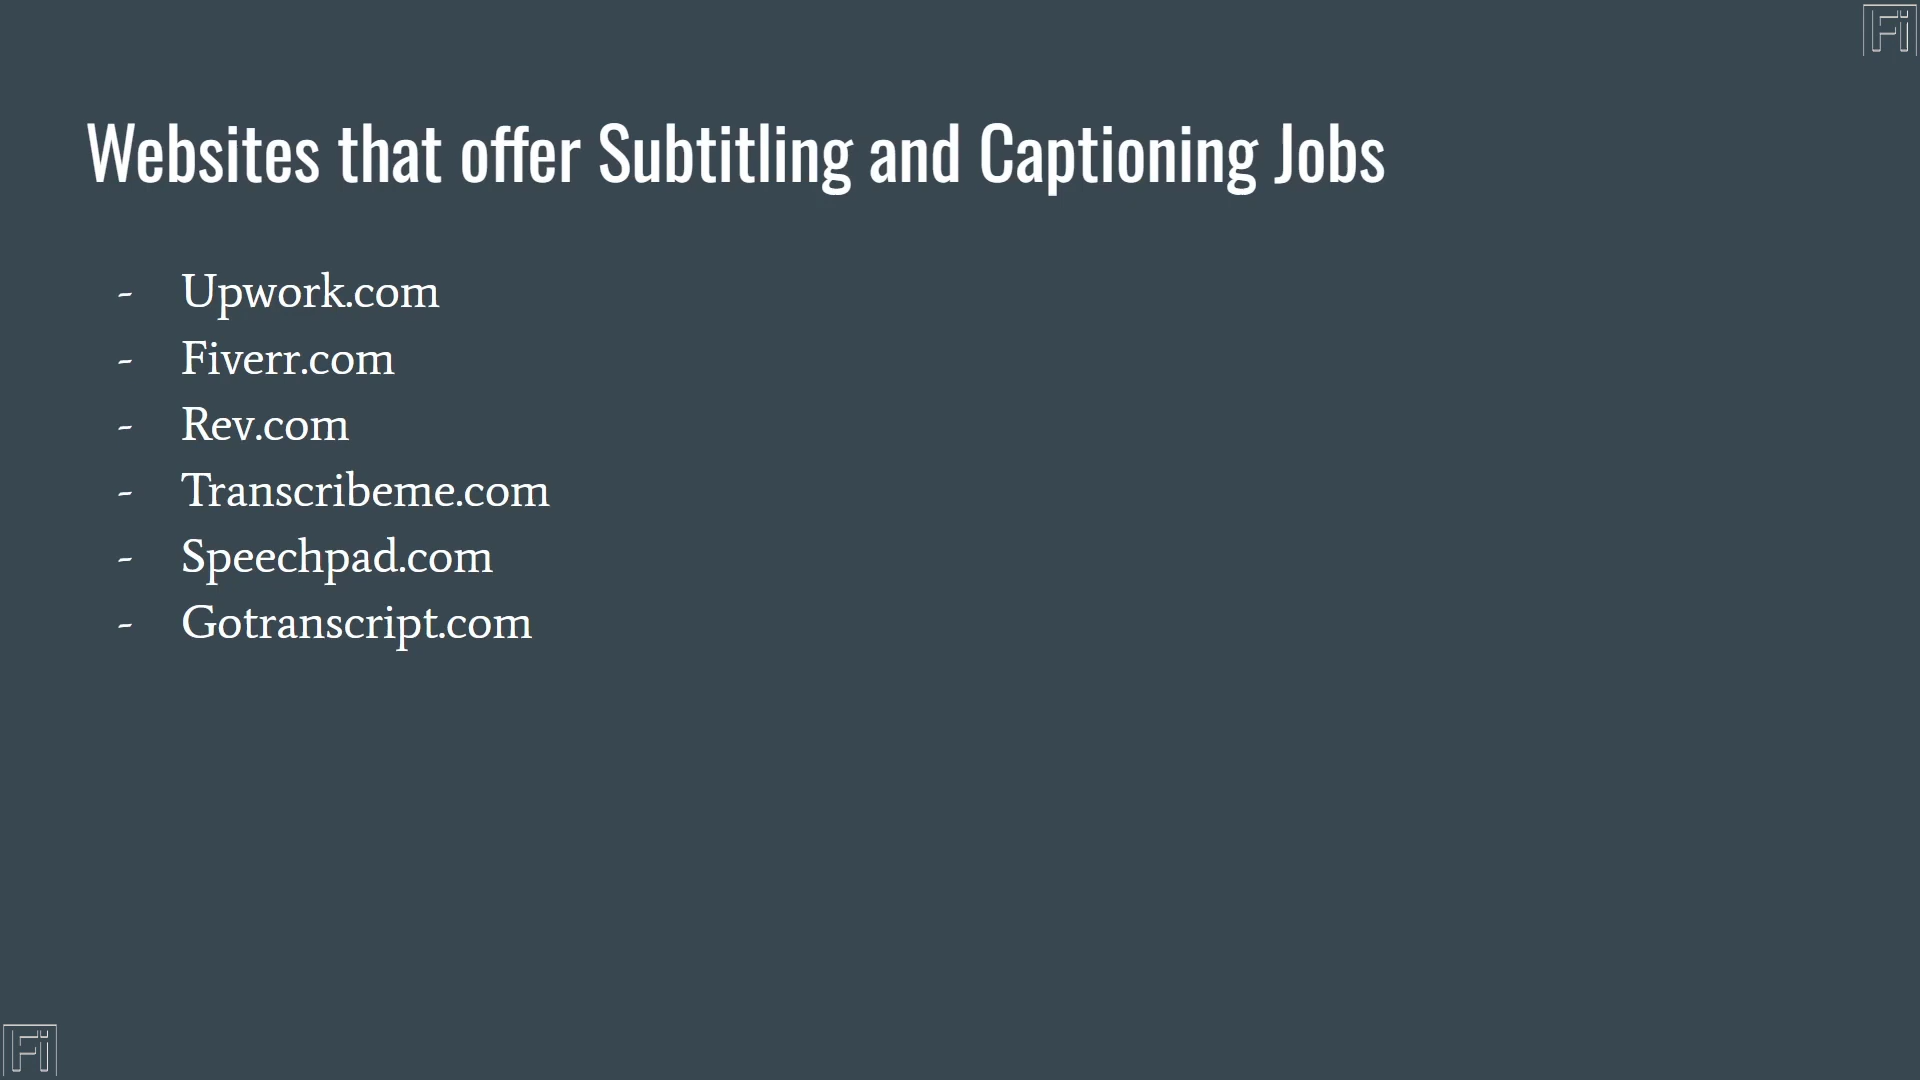 Fi
Websites that offer Subtitling and Captioning Jobs
- Upwork.com
- Fiverr.com
- Rev.com
- Transcribeme.com
- Speechpad.com
- Gotranscript.com
Fi